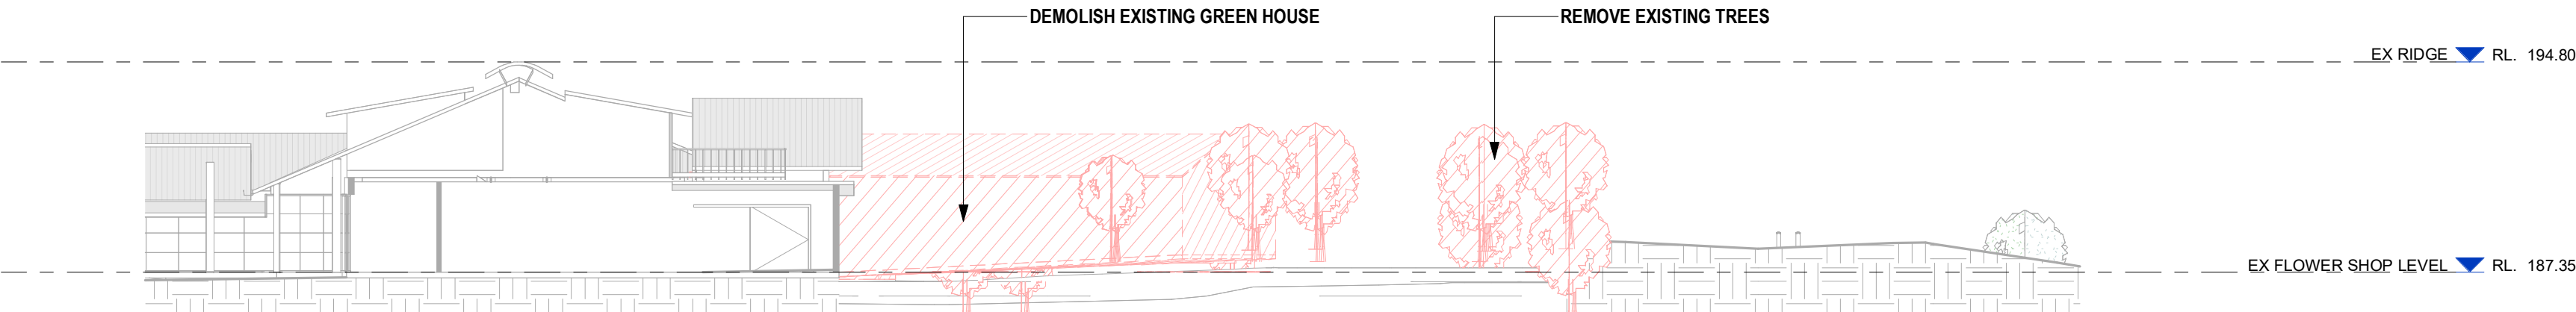 DEMOLISH EXISTING GREEN HOUSE
REMOVE EXISTING TREES
EX RIDGE RL. 194.80
EX FLOWER SHOP LEVEL RL. 187.35